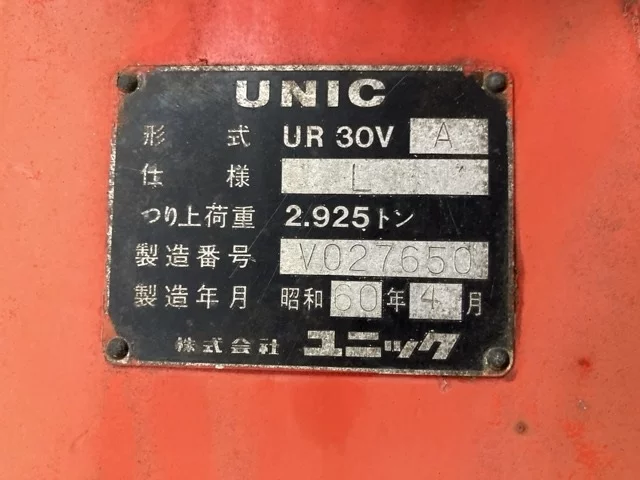 UNIC
形式 UR 30V A
仕様 L
つり上荷重 2.925トン
製造番号 V027650
製造年月 昭和60年4月
株式会社 ユニック